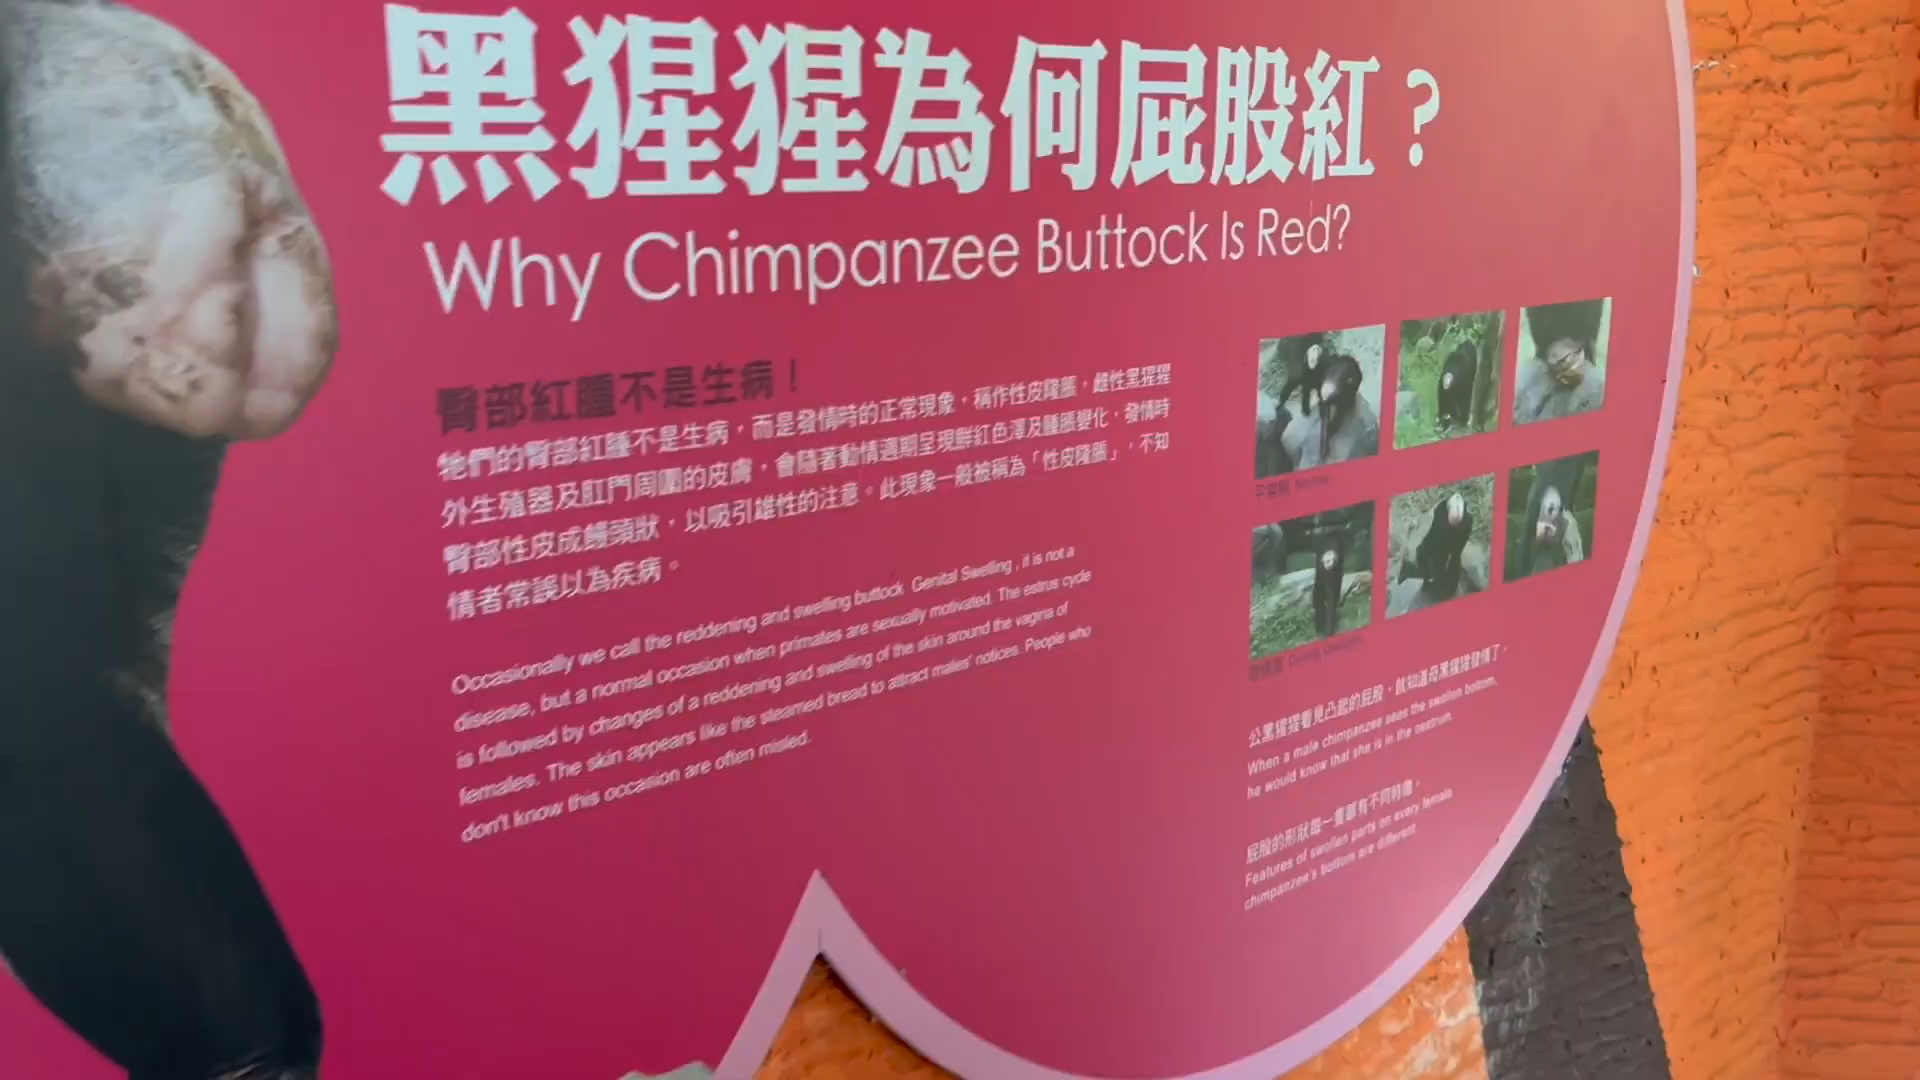 黑猩猩為何屁股紅？
Why Chimpanzee Buttock Is Red?
臀部紅腫不是生病！
牠們的臀部紅腫不是生病，而是發情時的正常現象，稱作性皮隆脹，雌性黑猩猩
外生殖器及肛門周圍的皮膚，會隨著動情週期呈現鮮紅色澤及腫脹變化，發情時
臀部性皮成饅頭狀，以吸引雄性的注意。此現象一般被稱為「性皮隆脹」，不知
情者常誤以為疾病。
Occasionally we call the reddening and swelling buttock Genital Swelling , it is not a
disease, but a normal occasion when primates are sexually motivated. The estrus cycle
is followed by changes of a reddening and swelling of the skin around the vagina of
females. The skin appears like the steamed bread to attract males' notices. People who
don't know this occasion are often misled.
公黑猩猩看見凸起的屁股，就知道母黑猩猩發情了。
When a male chimpanzee sees the swollen bottom,
he would know that she is in the oestrum.
屁股的形狀每一隻都有不同特徵。
Features of swollen parts on every female
chimpanzee's bottom are different